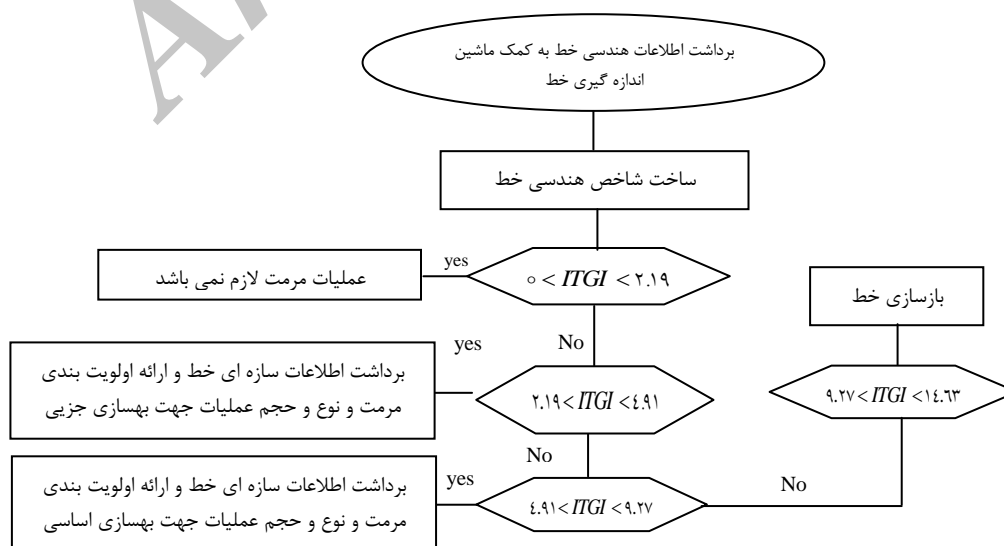 برداشت اطلاعات هندسی خط به کمک ماشین
اندازه گیری خط
ساخت شاخص هندسی خط
yes
۰ < ITGI < ۲.۱۹
عملیات مرمت لازم نمی باشد
بازسازی خط
No
yes
برداشت اطلاعات سازه ای خط و ارائه اولویت بندی
مرمت و نوع و حجم عملیات جهت بهسازی جزیی
۲.۱۹<ITGI<٤.۹۱
۹.۲۷<ITGI<۱٤.٦۳
No
yes
برداشت اطلاعات سازه ای خط و ارائه اولویت بندی
مرمت و نوع و حجم عملیات جهت بهسازی اساسی
٤.۹۱<ITGI<۹.۲۷
No